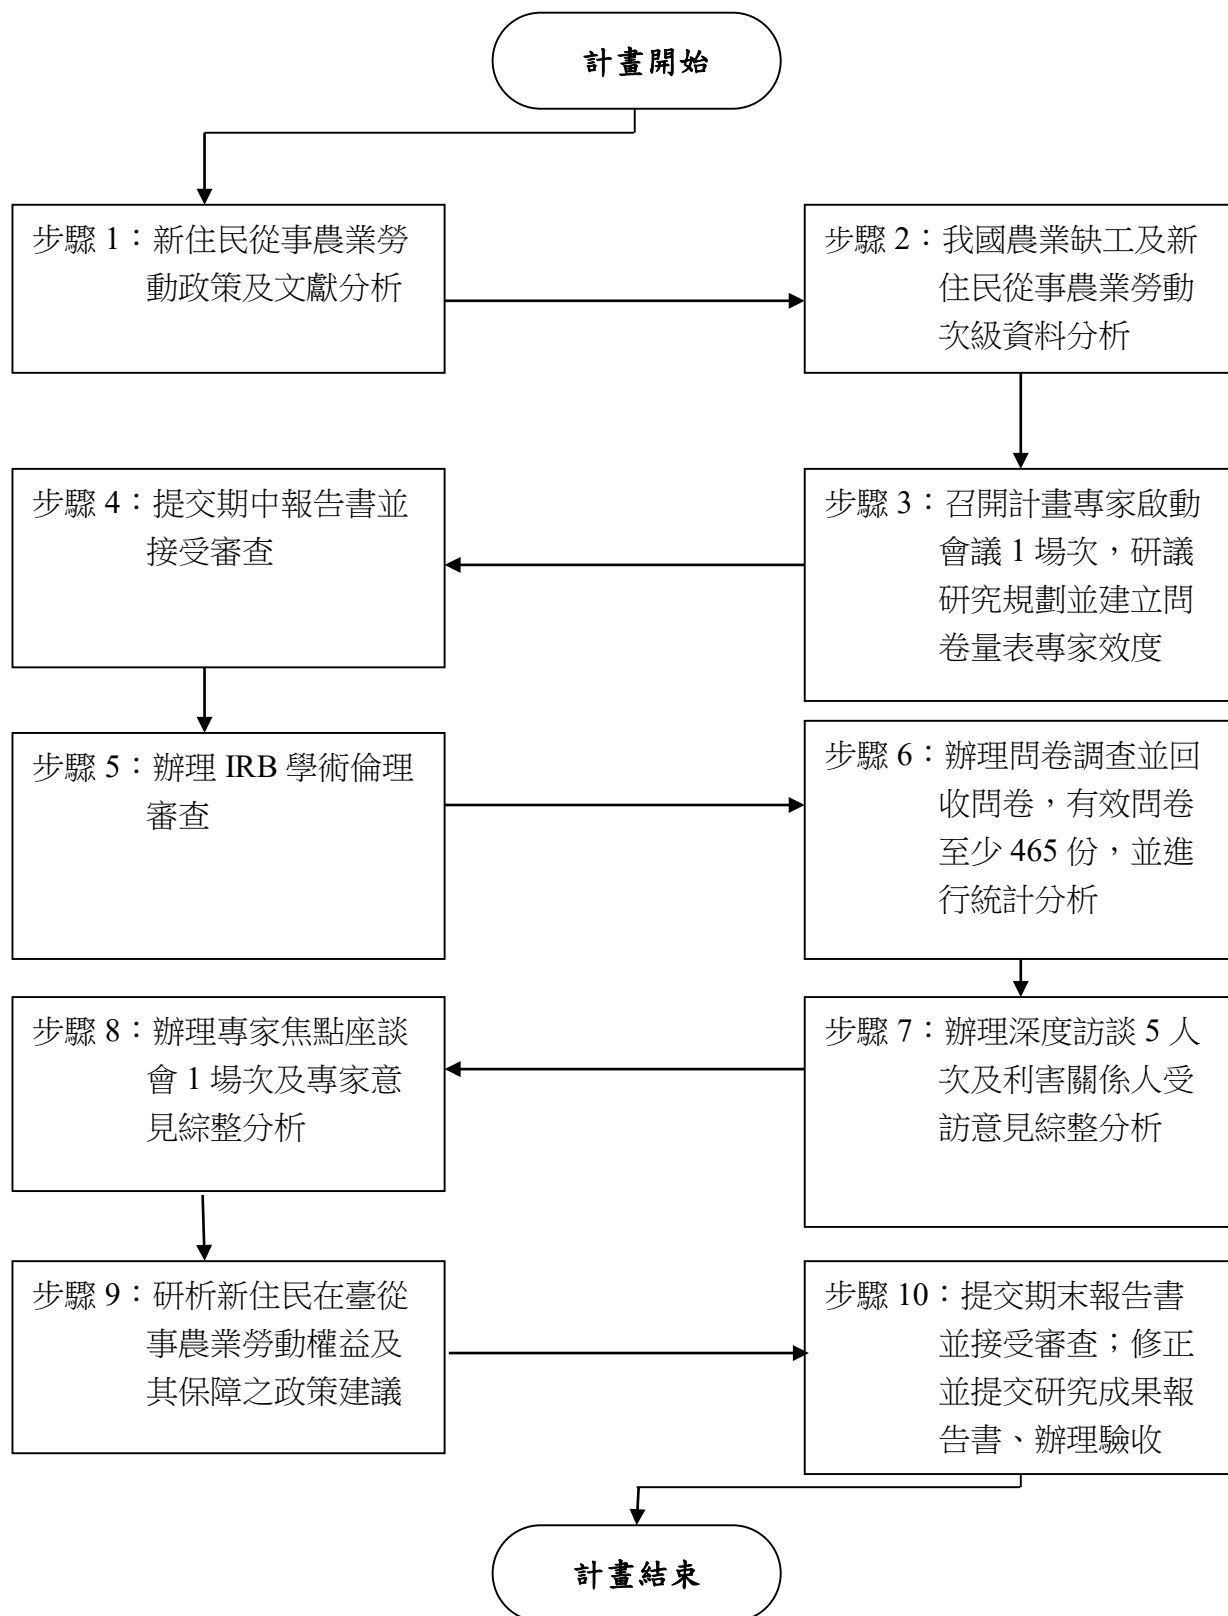 計畫開始
步驟 1：新住民從事農業勞
動政策及文獻分析
步驟 2：我國農業缺工及新
住民從事農業勞動
次級資料分析
步驟 3：召開計畫專家啟動
會議 1 場次，研議
研究規劃並建立問
卷量表專家效度
步驟 4：提交期中報告書並
接受審查
步驟 5：辦理 IRB 學術倫理
審查
步驟 6：辦理問卷調查並回
收問卷，有效問卷
至少 465 份，並進
行統計分析
步驟 7：辦理深度訪談 5 人
次及利害關係人受
訪意見綜整分析
步驟 8：辦理專家焦點座談
會 1 場次及專家意
見綜整分析
步驟 9：研析新住民在臺從
事農業勞動權益及
其保障之政策建議
步驟 10：提交期末報告書
並接受審查；修正
並提交研究成果報
告書、辦理驗收
計畫結束